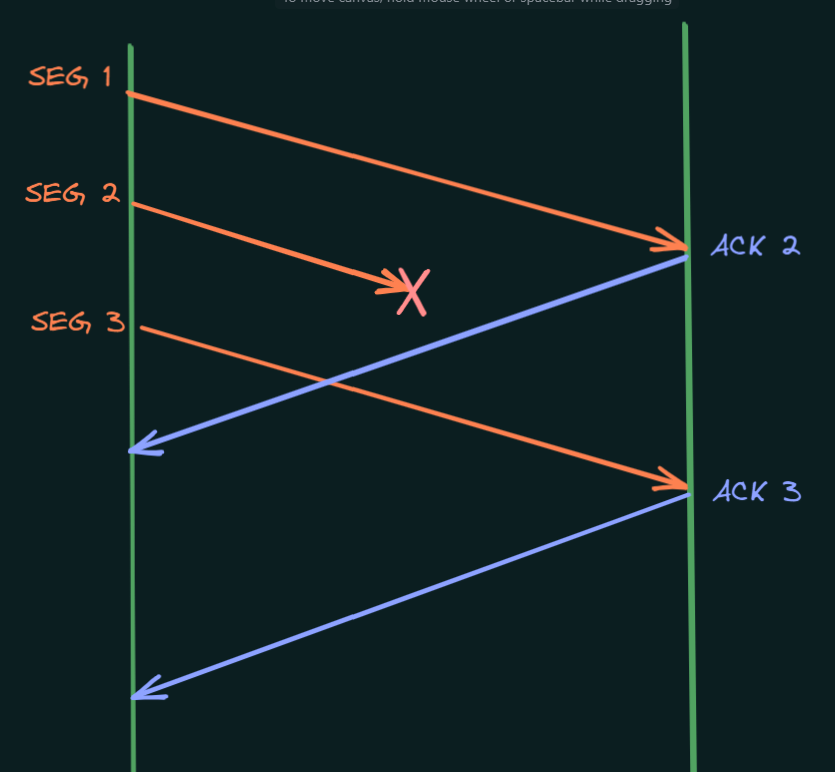 To move canvas, hold mouse wheel or spacebar while dragging
SEG 1
SEG 2
ACK 2
SEG 3
ACK 3